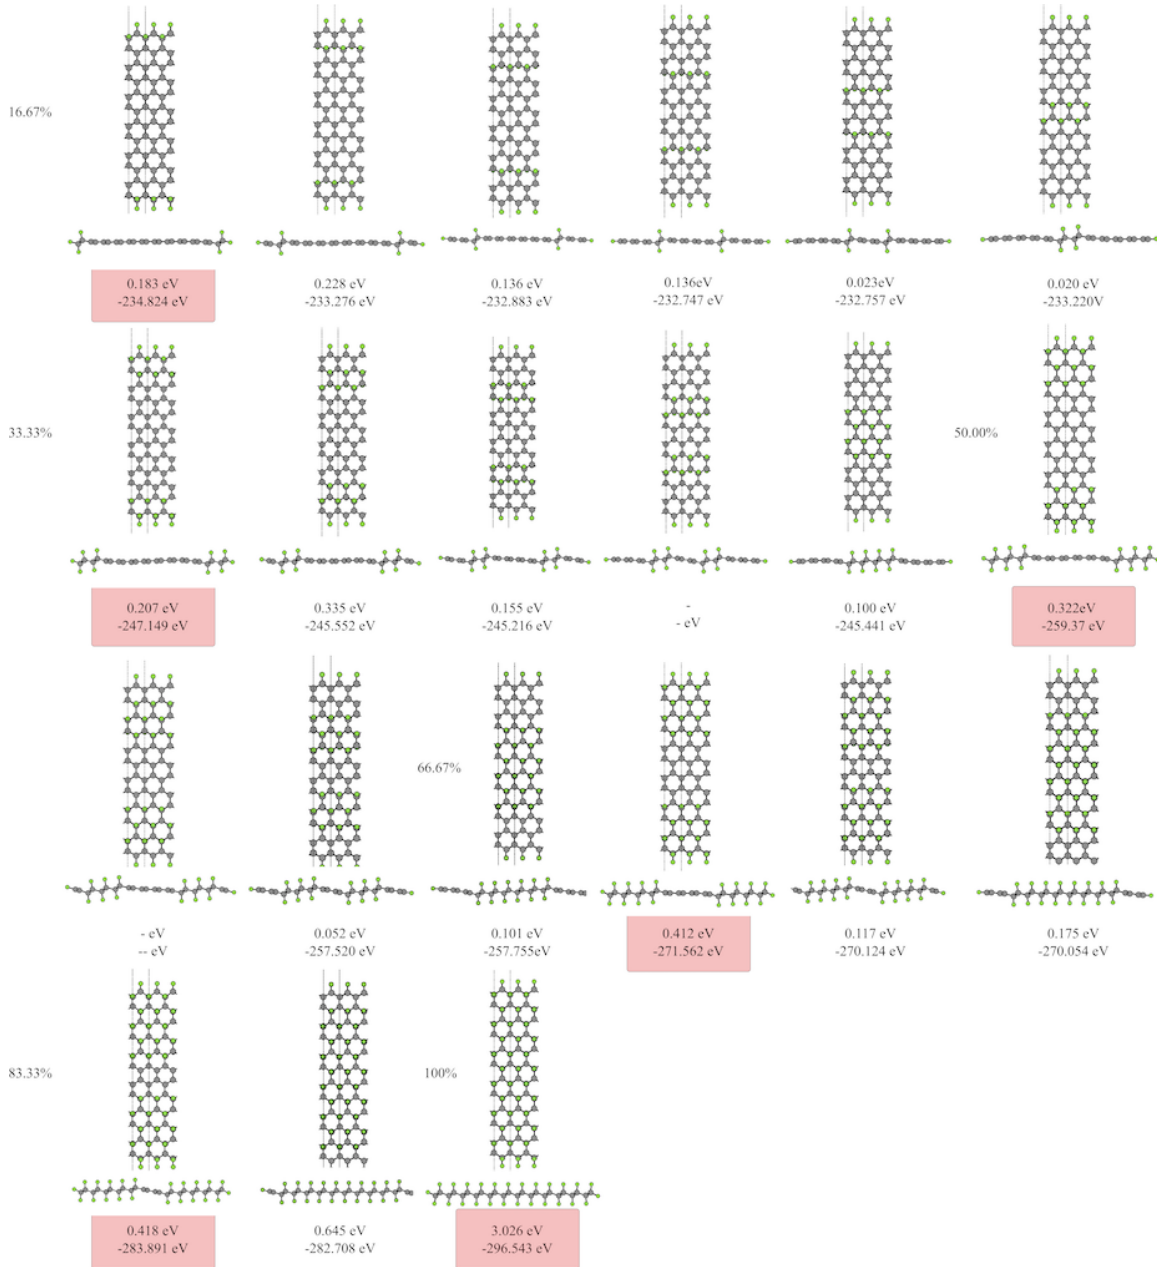 16.67%
0.183 eV
-234.824 eV
0.228 eV
-233.276 eV
0.136 eV
-232.883 eV
0.136eV
-232.747 eV
0.023eV
-232.757 eV
0.020 eV
-233.220V
33.33%
50.00%
0.207 eV
-247.149 eV
0.335 eV
-245.552 eV
0.155 eV
-245.216 eV
-
- eV
0.100 eV
-245.441 eV
0.322eV
-259.37 eV
66.67%
- eV
-- eV
0.052 eV
-257.520 eV
0.101 eV
-257.755eV
0.412 eV
-271.562 eV
0.117 eV
-270.124 eV
0.175 eV
-270.054 eV
83.33%
100%
0.418 eV
-283.891 eV
0.645 eV
-282.708 eV
3.026 eV
-296.543 eV